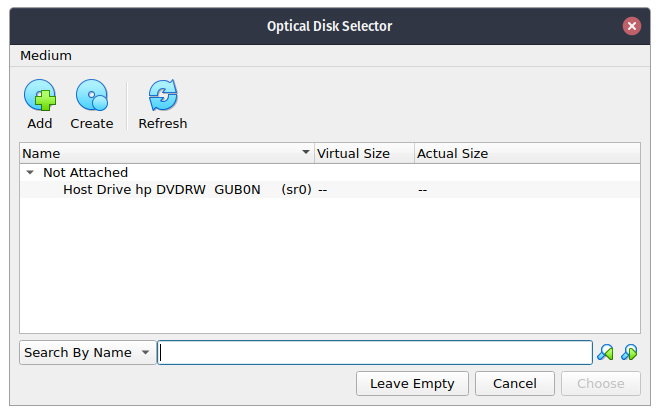 Optical Disk Selector
Medium
Add Create Refresh
Name Virtual Size Actual Size
Not Attached
Host Drive hp DVDRW  GUB0N     (sr0) -- --
Search By Name
Leave Empty Cancel Choose